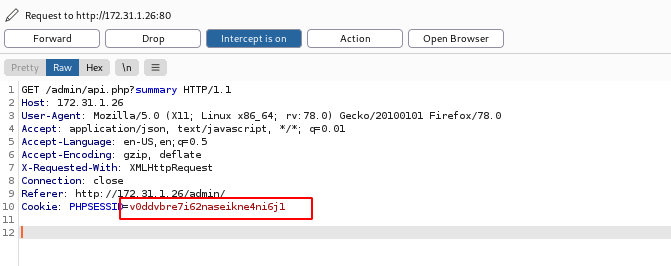 Request to http://172.31.1.26:80
Forward Drop Intercept is on Action Open Browser
Pretty Raw Hex \n
1 GET /admin/api.php?summary HTTP/1.1
2 Host: 172.31.1.26
3 User-Agent: Mozilla/5.0 (X11; Linux x86_64; rv:78.0) Gecko/20100101 Firefox/78.0
4 Accept: application/json, text/javascript, */*; q=0.01
5 Accept-Language: en-US,en;q=0.5
6 Accept-Encoding: gzip, deflate
7 X-Requested-With: XMLHttpRequest
8 Connection: close
9 Referer: http://172.31.1.26/admin/
10 Cookie: PHPSESSID=v0ddvbre7i62naseikne4ni6jl
11
12